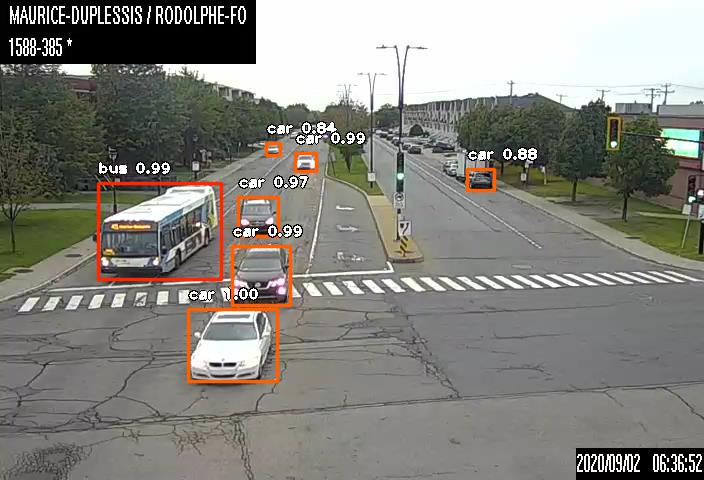 MAURICE-DUPLESSIS / RODOLPHE-FO
1588-385 *
car 0.84
car 0.99
car 0.88
bus 0.99
car 0.97
car 0.99
car 1.00
2020/09/02 06:36:52